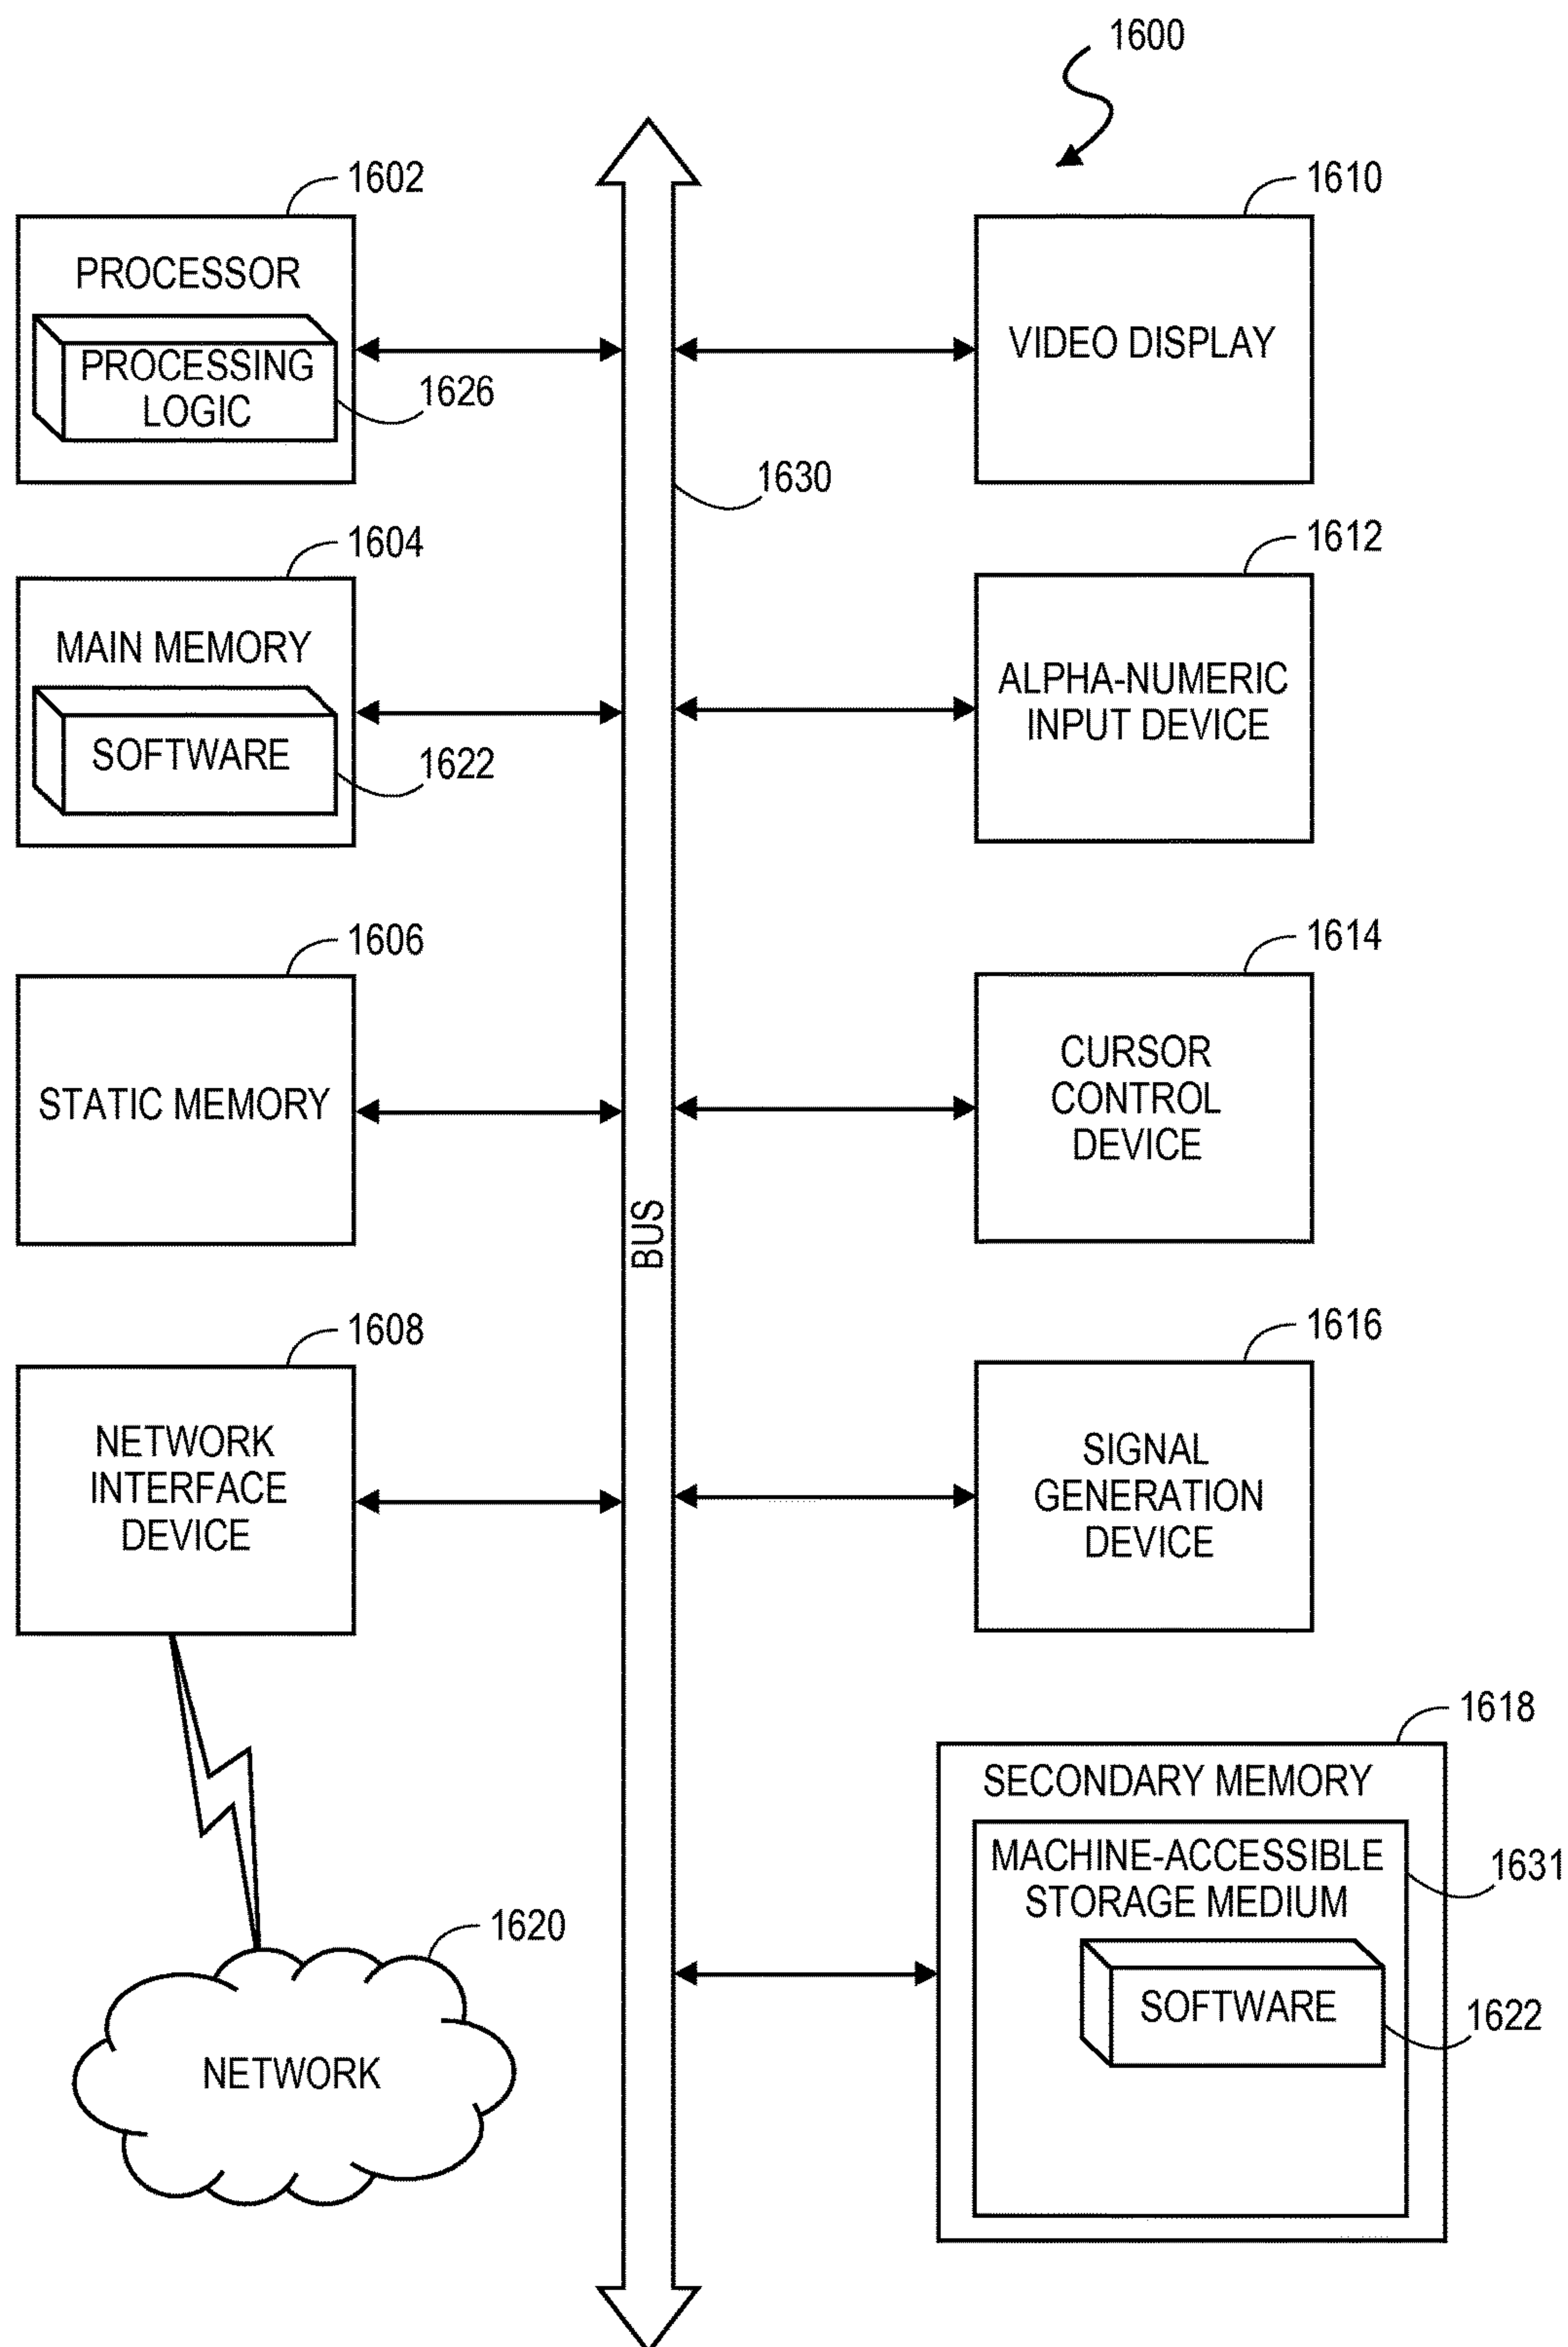 1600
1602
PROCESSOR
PROCESSING
LOGIC
1626
1604
MAIN MEMORY
SOFTWARE
1622
1606
STATIC MEMORY
1608
NETWORK
INTERFACE
DEVICE
1620
NETWORK
BUS
1630
1610
VIDEO DISPLAY
1612
ALPHA-NUMERIC
INPUT DEVICE
1614
CURSOR
CONTROL
DEVICE
1616
SIGNAL
GENERATION
DEVICE
1618
SECONDARY MEMORY
MACHINE-ACCESSIBLE
STORAGE MEDIUM
1631
SOFTWARE
1622